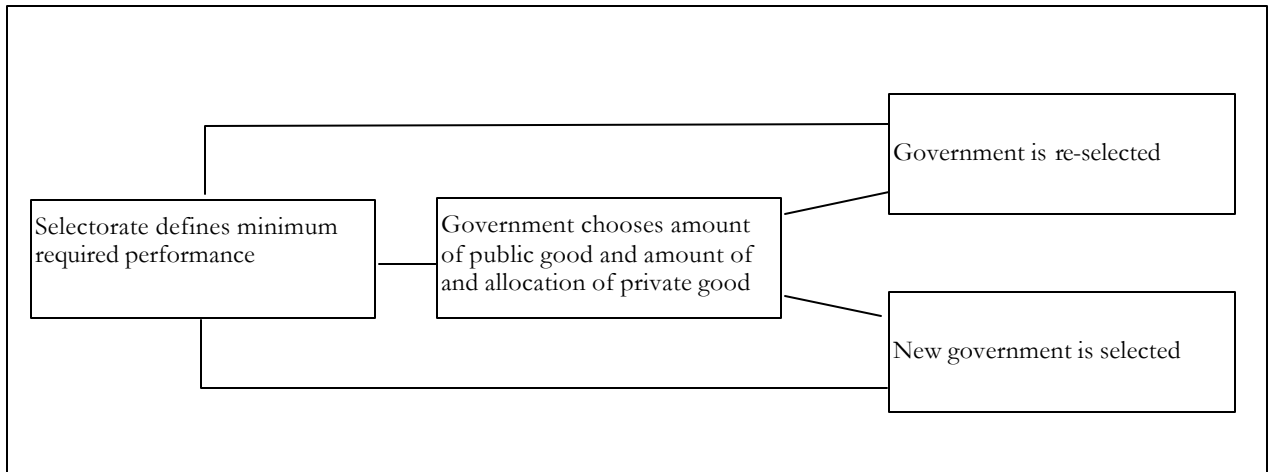 Government is re-selected
Selectorate defines minimum
required performance
Government chooses amount
of public good and amount of
and allocation of private good
New government is selected